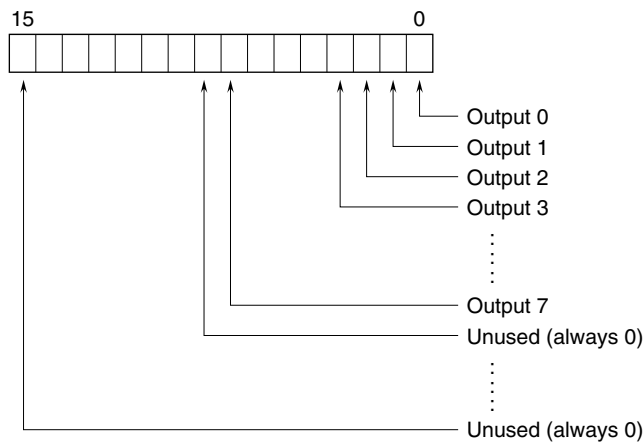 15 0
Output 0
Output 1
Output 2
Output 3
Output 7
Unused (always 0)
Unused (always 0)